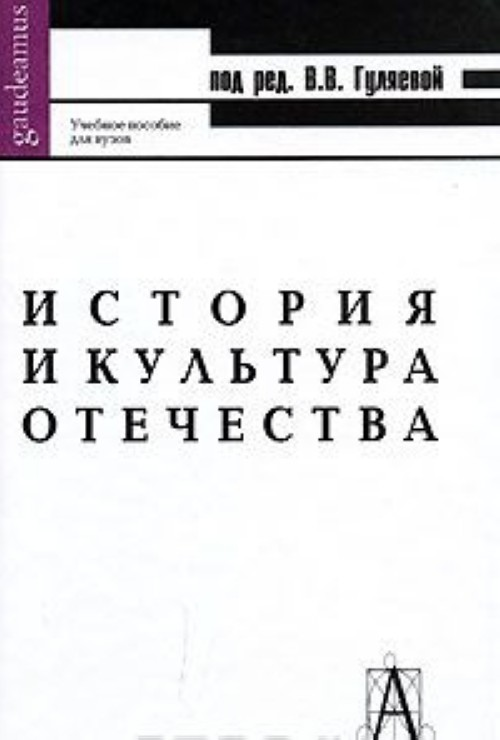 gaudeamus
под ред. В.В. Гуляевой
Учебное пособие
для вузов
ИСТОРИЯ
И КУЛЬТУРА
ОТЕЧЕСТВА
А